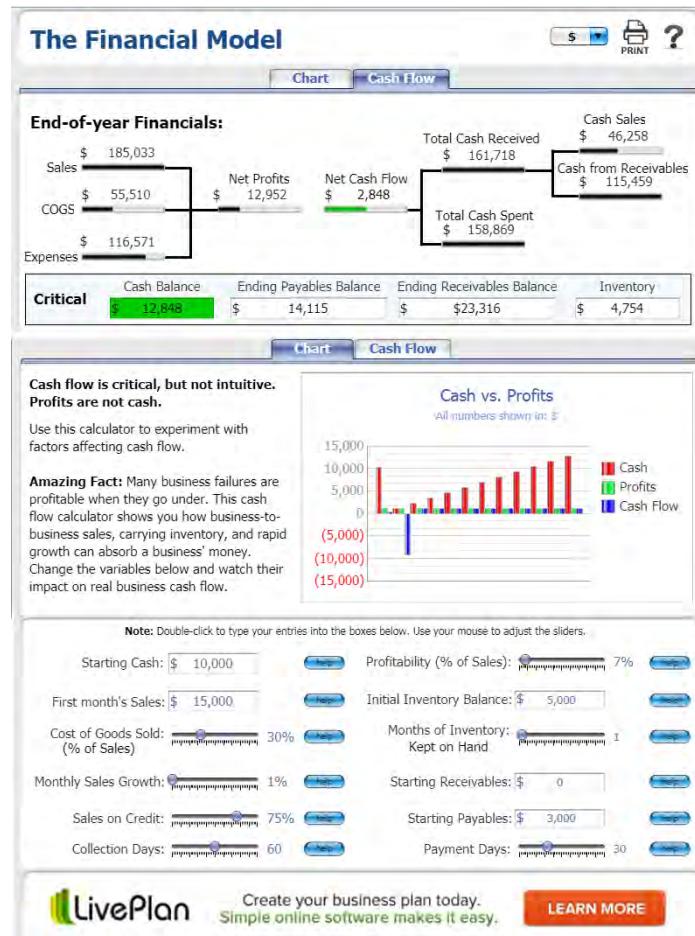 The Financial Model
$
PRINT
?
Chart
Cash Flow
End-of-year Financials:
Sales
$ 185,033
COGS
$ 55,510
Expenses
$ 116,571
Net Profits
$ 12,952
Net Cash Flow
$ 2,848
Total Cash Received
$ 161,718
Total Cash Spent
$ 158,869
Cash Sales
$ 46,258
Cash from Receivables
$ 115,459
Critical
Cash Balance
$ 12,848
Ending Payables Balance
$ 14,115
Ending Receivables Balance
$ $23,316
Inventory
$ 4,754
Chart
Cash Flow
Cash flow is critical, but not intuitive.
Profits are not cash.
Use this calculator to experiment with
factors affecting cash flow.
Amazing Fact: Many business failures are
profitable when they go under. This cash
flow calculator shows you how business-to-
business sales, carrying inventory, and rapid
growth can absorb a business' money.
Change the variables below and watch their
impact on real business cash flow.
Cash vs. Profits
All numbers shown in: $
15,000
10,000
5,000
0
(5,000)
(10,000)
(15,000)
Cash
Profits
Cash Flow
Note: Double-click to type your entries into the boxes below. Use your mouse to adjust the sliders.
Starting Cash: $ 10,000 help
Profitability (% of Sales): 7% help
First month's Sales: $ 15,000 help
Initial Inventory Balance: $ 5,000 help
Cost of Goods Sold:
(% of Sales) 30% help
Months of Inventory:
Kept on Hand 1 help
Monthly Sales Growth: 1% help
Starting Receivables: $ 0 help
Sales on Credit: 75% help
Starting Payables: $ 3,000 help
Collection Days: 60 help
Payment Days: 30 help
LivePlan
Create your business plan today.
Simple online software makes it easy.
LEARN MORE